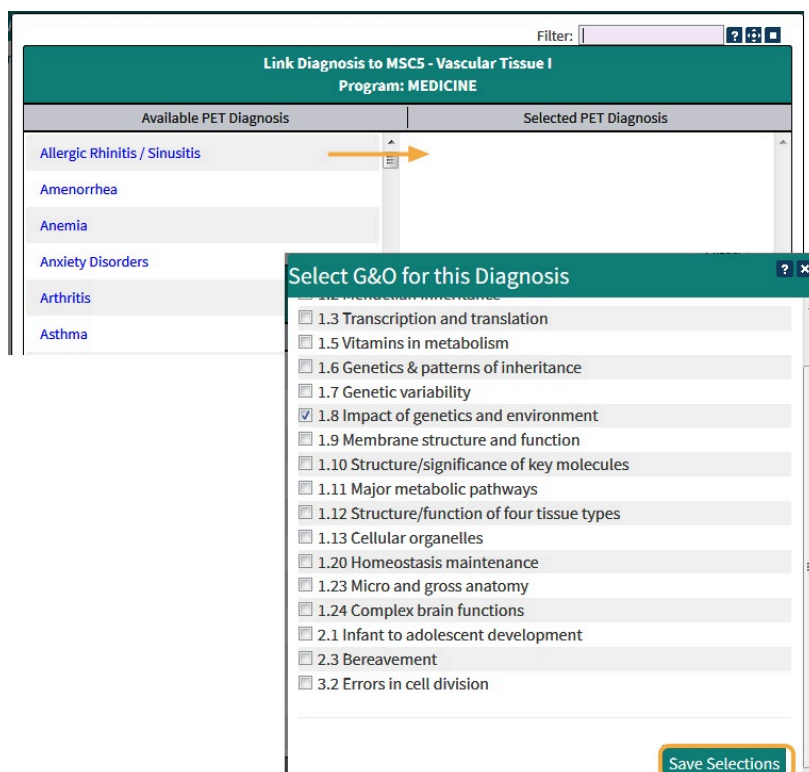 Filter:
Link Diagnosis to MSC5 - Vascular Tissue I
Program: MEDICINE
Available PET Diagnosis
Selected PET Diagnosis
Allergic Rhinitis / Sinusitis
Amenorrhea
Anemia
Anxiety Disorders
Arthritis
Asthma
Select G&O for this Diagnosis
1.3 Transcription and translation
1.5 Vitamins in metabolism
1.6 Genetics & patterns of inheritance
1.7 Genetic variability
1.8 Impact of genetics and environment
1.9 Membrane structure and function
1.10 Structure/significance of key molecules
1.11 Major metabolic pathways
1.12 Structure/function of four tissue types
1.13 Cellular organelles
1.20 Homeostasis maintenance
1.23 Micro and gross anatomy
1.24 Complex brain functions
2.1 Infant to adolescent development
2.3 Bereavement
3.2 Errors in cell division
Save Selections